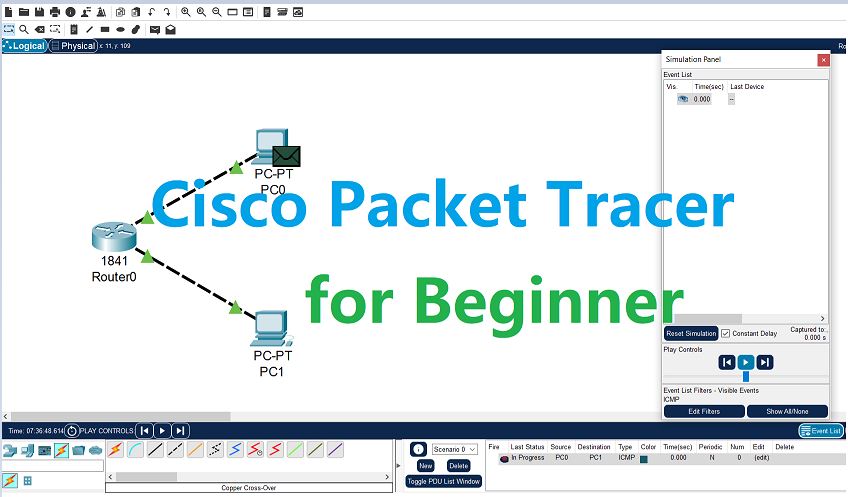 Logical
Physical
x: 11, y: 109
Ro
Simulation Panel
Event List
Vis. Time(sec) Last Device
0.000 --
PC-PT
PC0
Cisco Packet Tracer
1841
Router0
for Beginner
PC-PT
PC1
Reset Simulation
Constant Delay
Captured to:
0.000 s
Play Controls
Event List Filters - Visible Events
ICMP
Edit Filters
Show All/None
Time: 07:36:48.614
PLAY CONTROLS
Event List
Scenario 0
New
Delete
Toggle PDU List Window
Fire Last Status Source Destination Type Color Time(sec) Periodic Num Edit Delete
In Progress PC0 PC1 ICMP 0.000 N 0 (edit)
Copper Cross-Over